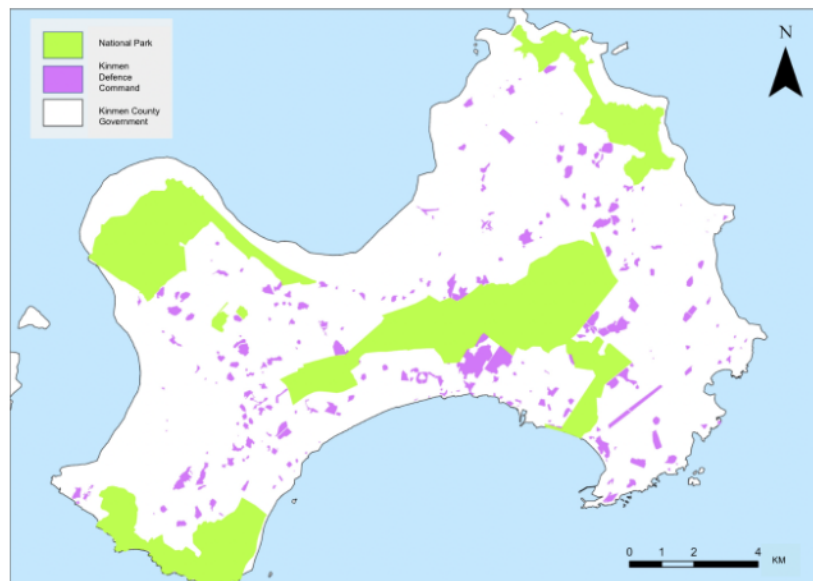 National Park
Kinmen
Defence
Command
Kinmen County
Government
N
0 1 2 4
KM